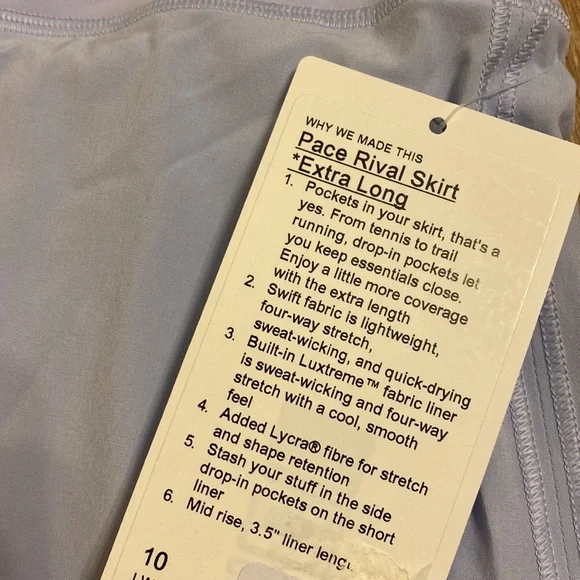 WHY WE MADE THIS
Pace Rival Skirt
*Extra Long
1. Pockets in your skirt, that's a
yes. From tennis to trail
running, drop-in pockets let
you keep essentials close.
Enjoy a little more coverage
with the extra length
2. Swift fabric is lightweight,
four-way stretch,
sweat-wicking, and quick-drying
3. Built-in Luxtreme™ fabric liner
is sweat-wicking and four-way
stretch with a cool, smooth
feel
4. Added Lycra® fibre for stretch
and shape retention
5. Stash your stuff in the side
drop-in pockets on the short
liner
6. Mid rise, 3.5" liner
10